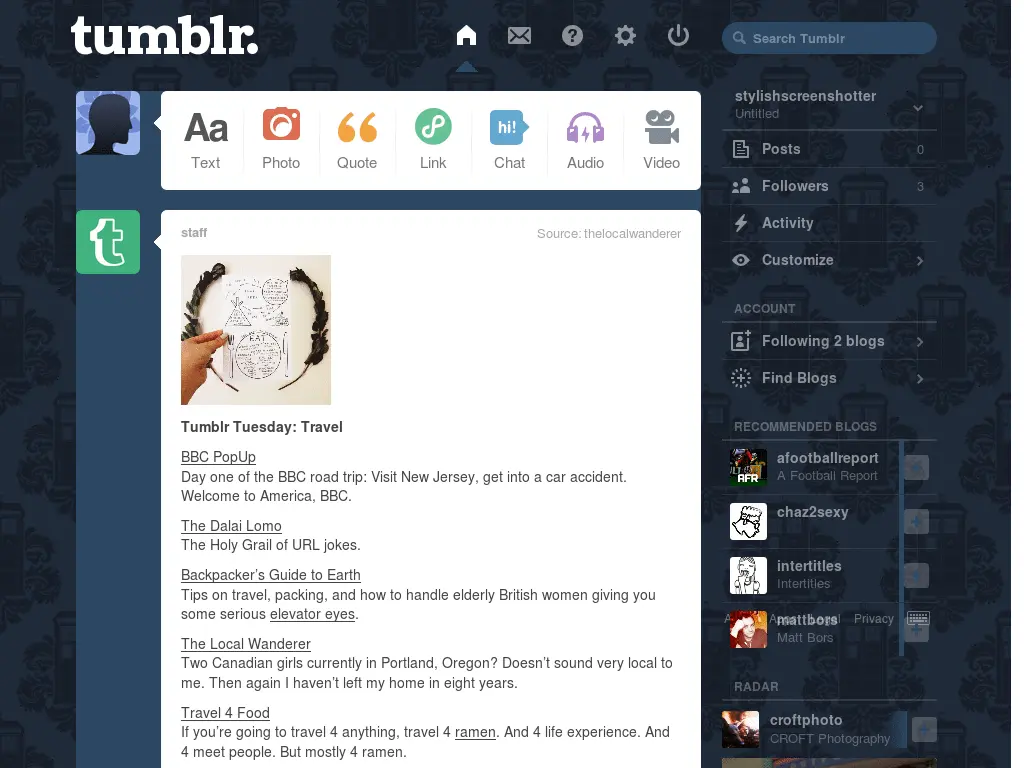 tumblr.
Search Tumblr
Aa
Text
Photo
Quote
Link
hi!
Chat
Audio
Video
staff
Source: thelocalwanderer
EAT
Tumblr Tuesday: Travel
BBC PopUp
Day one of the BBC road trip: Visit New Jersey, get into a car accident.
Welcome to America, BBC.
The Dalai Lomo
The Holy Grail of URL jokes.
Backpacker’s Guide to Earth
Tips on travel, packing, and how to handle elderly British women giving you
some serious elevator eyes.
The Local Wanderer
Two Canadian girls currently in Portland, Oregon? Doesn’t sound very local to
me. Then again I haven’t left my home in eight years.
Travel 4 Food
If you’re going to travel 4 anything, travel 4 ramen. And 4 life experience. And
4 meet people. But mostly 4 ramen.
stylishscreenshotter
Untitled
Posts 0
Followers 3
Activity
Customize
ACCOUNT
Following 2 blogs
Find Blogs
RECOMMENDED BLOGS
AFR
afootballreport
A Football Report
chaz2sexy
intertitles
Intertitles
mattbors
Privacy
Matt Bors
RADAR
croftphoto
CROFT Photography